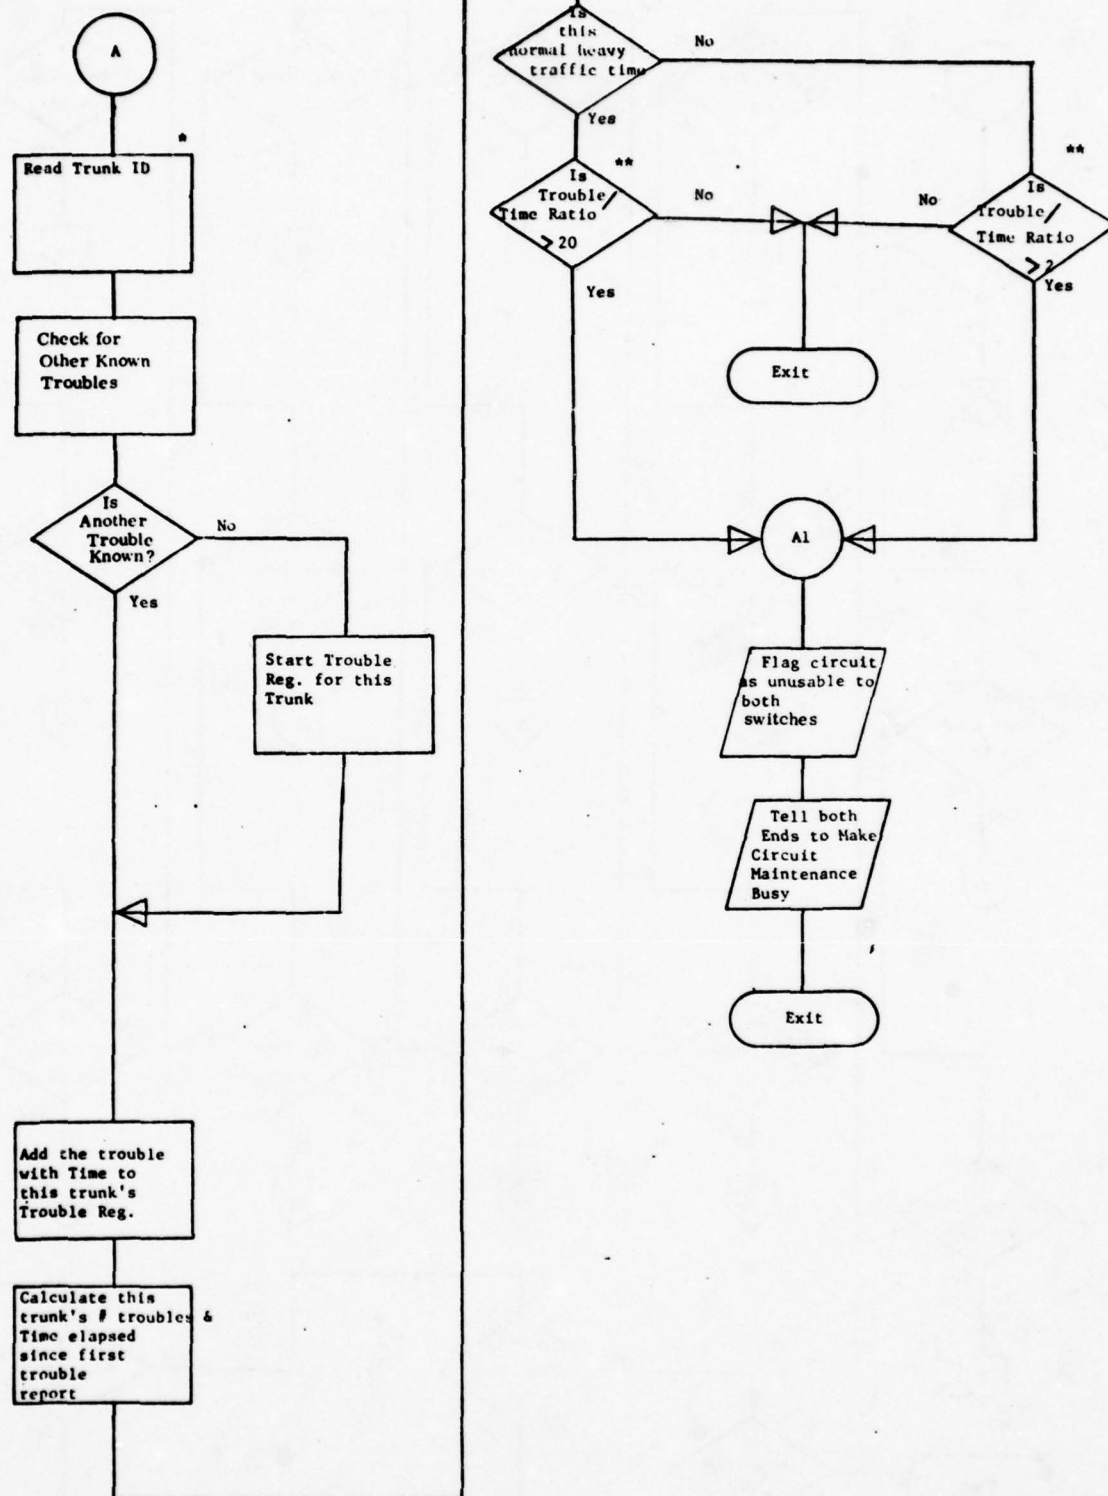 A
*
Read Trunk ID
Check for
Other Known
Troubles
Is
Another
Trouble
Known?
No
Yes
Start Trouble
Reg. for this
Trunk
Add the trouble
with Time to
this trunk's
Trouble Reg.
Calculate this
trunk's # troubles &
Time elapsed
since first
trouble
report
Is
this
normal heavy
traffic time
No
Yes
**
Is
Trouble/
Time Ratio
> 20
No
Yes
**
Is
Trouble/
Time Ratio
> 2
No
Yes
Exit
A1
Flag circuit
as unusable to
both
switches
Tell both
Ends to Make
Circuit
Maintenance
Busy
Exit